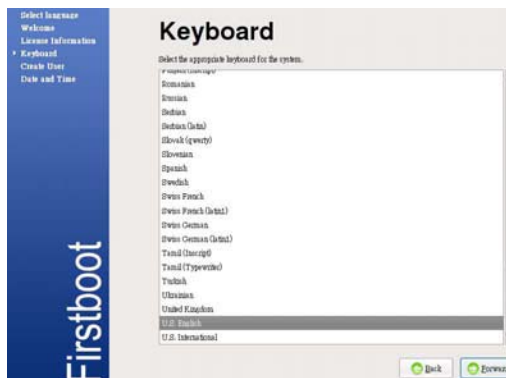 Select language
Welcome
License Information
Keyboard
Create User
Date and Time
Firstboot
Keyboard
Select the appropriate keyboard for the system.
Romanian
Russian
Serbian
Serbian (latin)
Slovak (qwerty)
Slovenian
Spanish
Swedish
Swiss French
Swiss French (latin1)
Swiss German
Swiss German (latin1)
Tamil (Inscript)
Tamil (Typewriter)
Turkish
Ukrainian
United Kingdom
U.S. English
U.S. International
Back